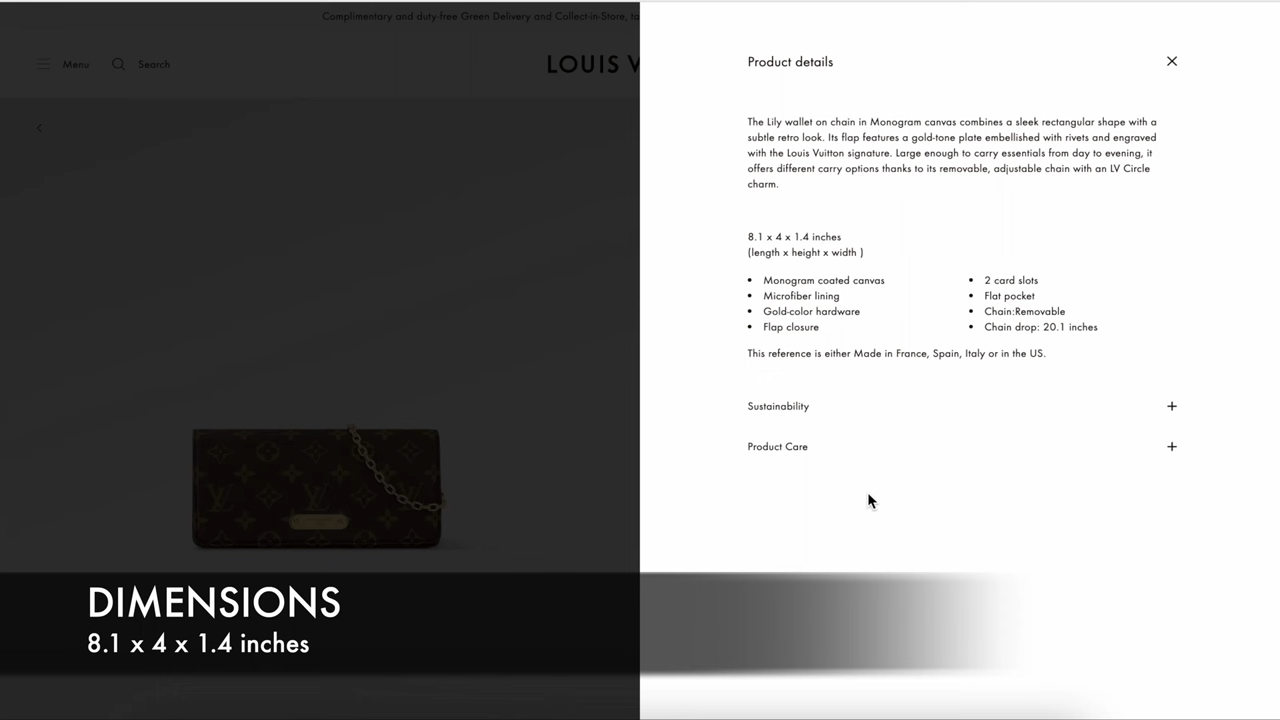 Complimentary and duty-free Green Delivery and Collect-in-Store, ta
Menu
Search
LOUIS V
Product details
The Lily wallet on chain in Monogram canvas combines a sleek rectangular shape with a
subtle retro look. Its flap features a gold-tone plate embellished with rivets and engraved
with the Louis Vuitton signature. Large enough to carry essentials from day to evening, it
offers different carry options thanks to its removable, adjustable chain with an LV Circle
charm.
8.1 x 4 x 1.4 inches
(length x height x width )
• Monogram coated canvas
• Microfiber lining
• Gold-color hardware
• Flap closure
• 2 card slots
• Flat pocket
• Chain:Removable
• Chain drop: 20.1 inches
This reference is either Made in France, Spain, Italy or in the US.
Sustainability
Product Care
DIMENSIONS
8.1 x 4 x 1.4 inches